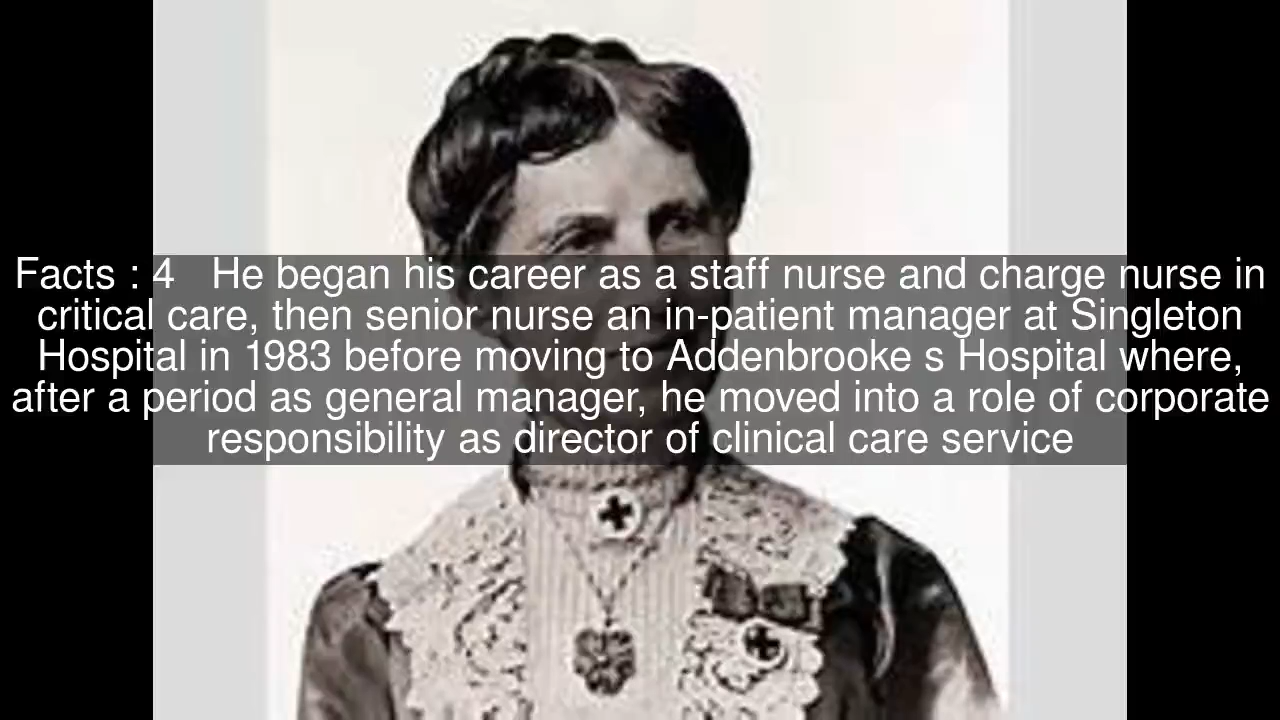 Facts : 4 He began his career as a staff nurse and charge nurse in
critical care, then senior nurse an in-patient manager at Singleton
Hospital in 1983 before moving to Addenbrooke s Hospital where,
after a period as general manager, he moved into a role of corporate
responsibility as director of clinical care service